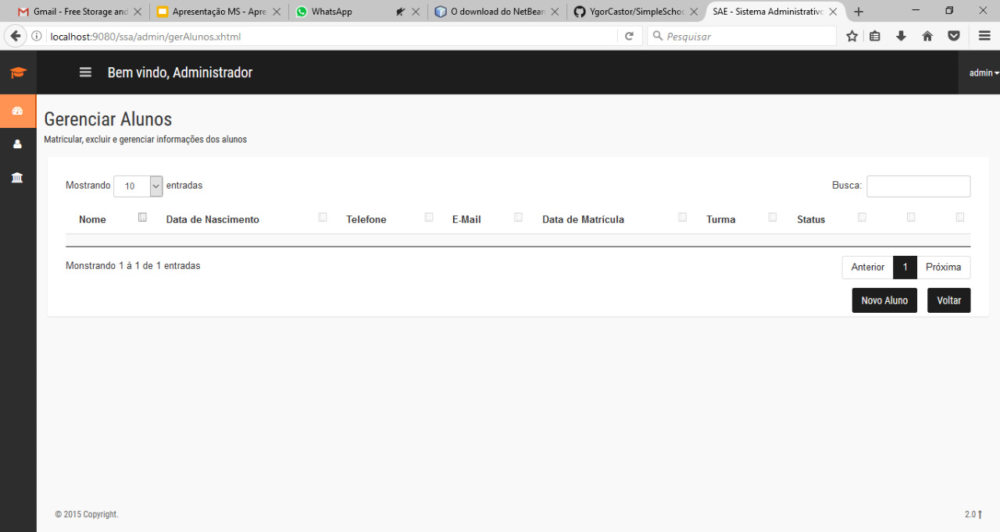 Gmail - Free Storage and
Apresentação MS - Apre
WhatsApp
O download do NetBean
YgorCastor/SimpleSchoo
SAE - Sistema Administrativo
localhost:9080/ssa/admin/gerAlunos.xhtml
Pesquisar
Bem vindo, Administrador
admin
Gerenciar Alunos
Matricular, excluir e gerenciar informações dos alunos
Mostrando 10 entradas
Busca:
Nome Data de Nascimento Telefone E-Mail Data de Matrícula Turma Status
Monstrando 1 à 1 de 1 entradas
Anterior 1 Próxima
Novo Aluno Voltar
© 2015 Copyright.
2.0